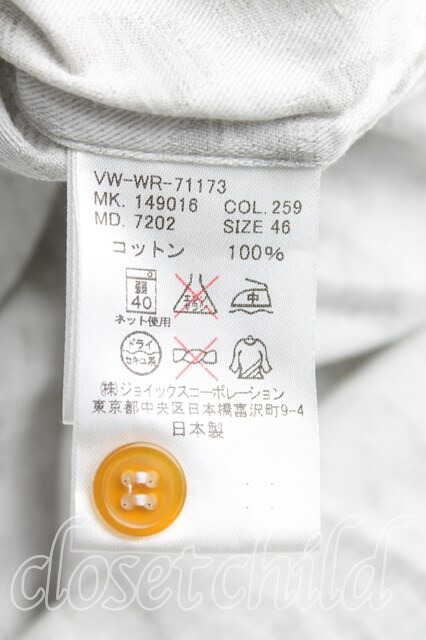 VW-WR-71173
MK. 149016 COL. 259
MD. 7202 SIZE 46
コットン 100%
弱
40
ネット使用
中
ドライ
セキユ系
(株)ジョイックスコーポレーション
東京都中央区日本橋富沢町9-4
日本製
closet child